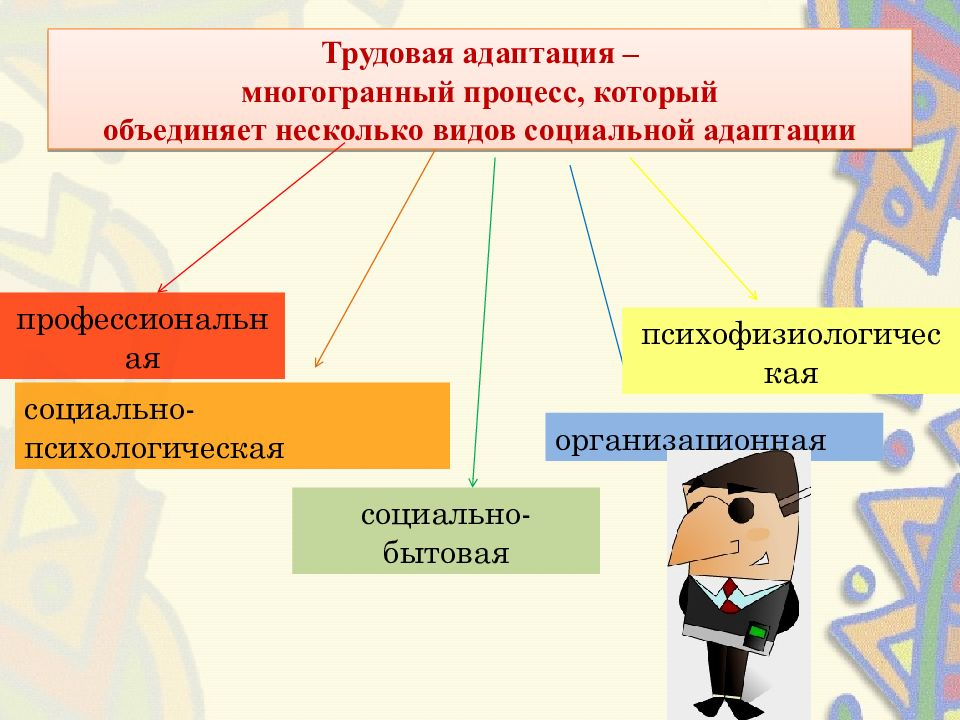 Трудовая адаптация –
многогранный процесс, который
объединяет несколько видов социальной адаптации
профессиональн
ая
психофизиологичес
кая
социально-
психологическая
организационная
социально-
бытовая